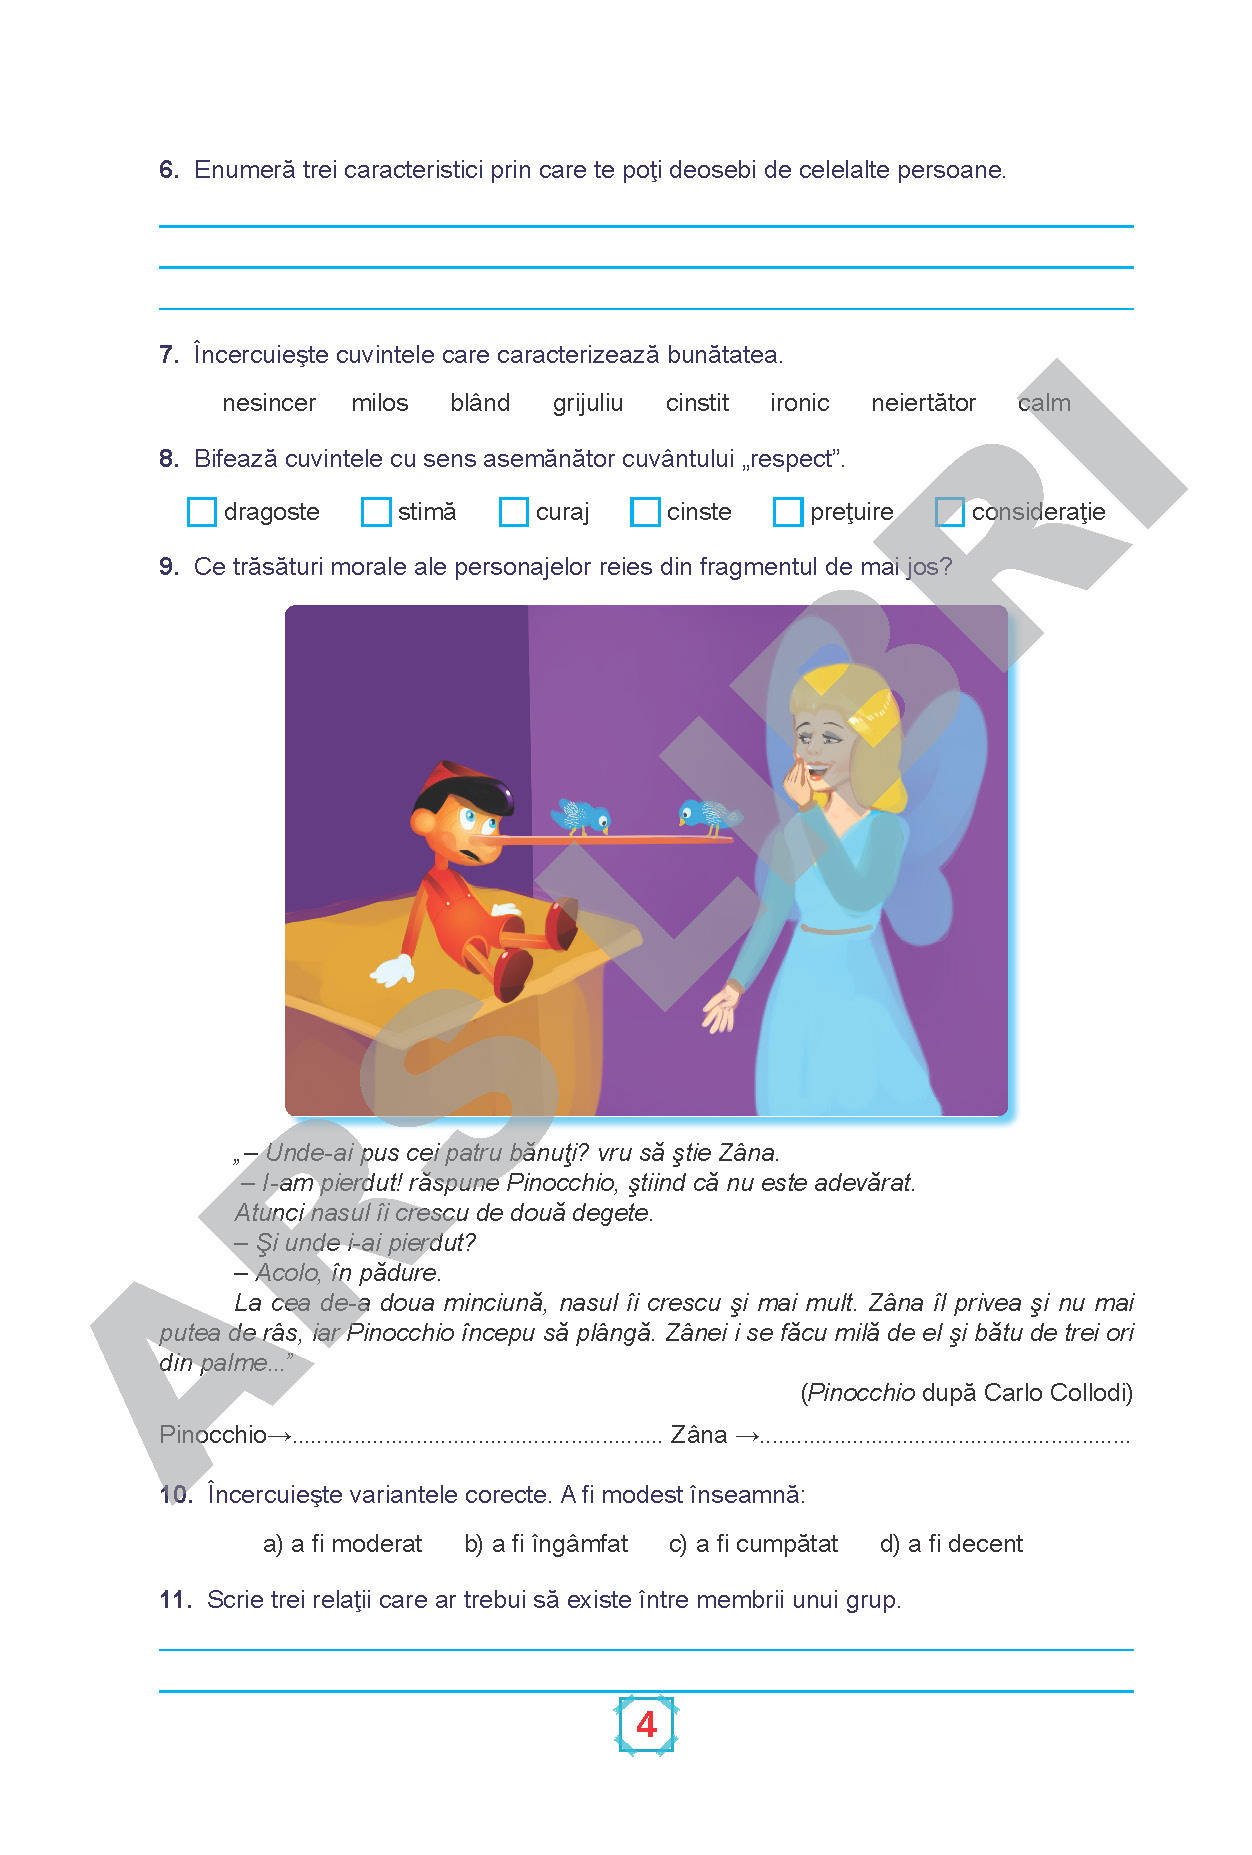 6. Enumeră trei caracteristici prin care te poţi deosebi de celelalte persoane.
7. Încercuieşte cuvintele care caracterizează bunătatea.
nesincer milos blând grijuliu cinstit ironic neiertător calm
8. Bifează cuvintele cu sens asemănător cuvântului „respect”.
dragoste stimă curaj cinste preţuire consideraţie
9. Ce trăsături morale ale personajelor reies din fragmentul de mai jos?
„– Unde-ai pus cei patru bănuţi? vru să ştie Zâna.
– I-am pierdut! răspune Pinocchio, ştiind că nu este adevărat.
Atunci nasul îi crescu de două degete.
– Şi unde i-ai pierdut?
– Acolo, în pădure.
La cea de-a doua minciună, nasul îi crescu şi mai mult. Zâna îl privea şi nu mai
putea de râs, iar Pinocchio începu să plângă. Zânei i se făcu milă de el şi bătu de trei ori
din palme...”
(Pinocchio după Carlo Collodi)
Pinocchio→............................................................ Zâna →............................................................
10. Încercuieşte variantele corecte. A fi modest înseamnă:
a) a fi moderat b) a fi îngâmfat c) a fi cumpătat d) a fi decent
11. Scrie trei relaţii care ar trebui să existe între membrii unui grup.
4
ARS LIBRI